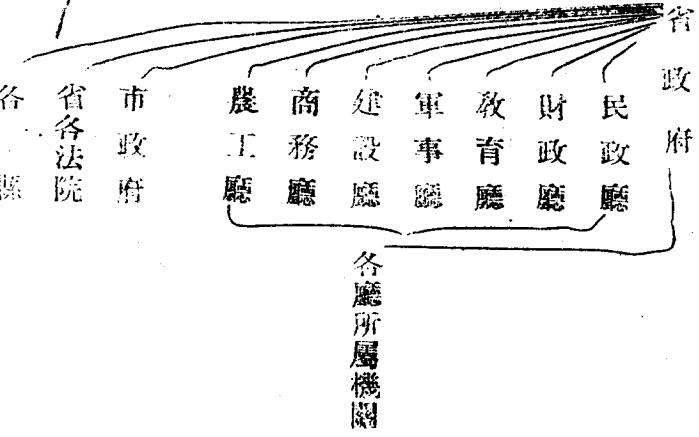 省政府
民政廳
財政廳
教育廳
軍事廳
建設廳
商務廳
農工廳
市政府
省各法院
各縣
各廳所屬機關